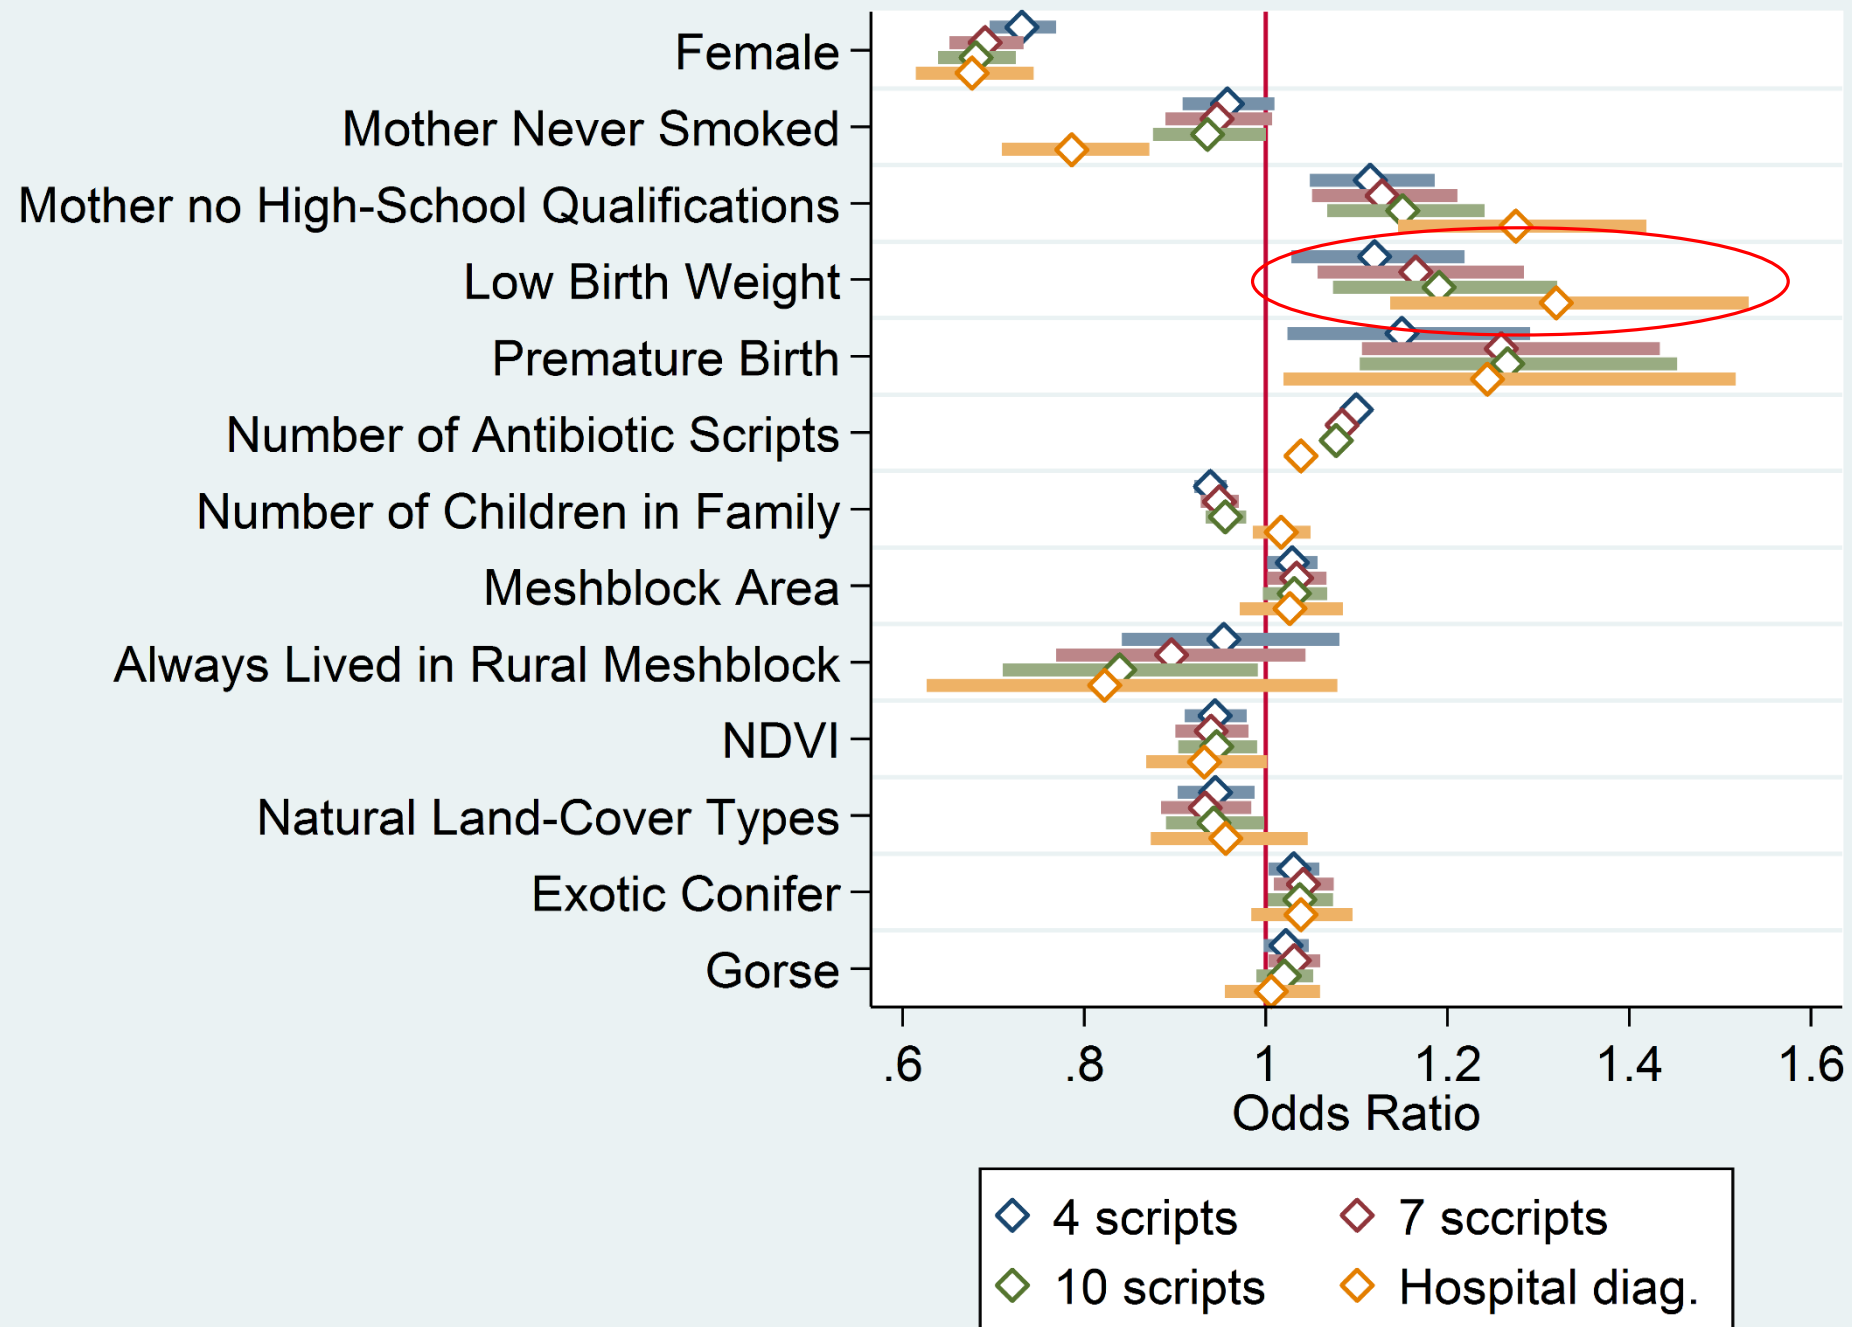 Female
Mother Never Smoked
Mother no High-School Qualifications
Low Birth Weight
Premature Birth
Number of Antibiotic Scripts
Number of Children in Family
Meshblock Area
Always Lived in Rural Meshblock
NDVI
Natural Land-Cover Types
Exotic Conifer
Gorse
.6 .8 1 1.2 1.4 1.6
Odds Ratio
4 scripts 7 sccripts
10 scripts Hospital diag.